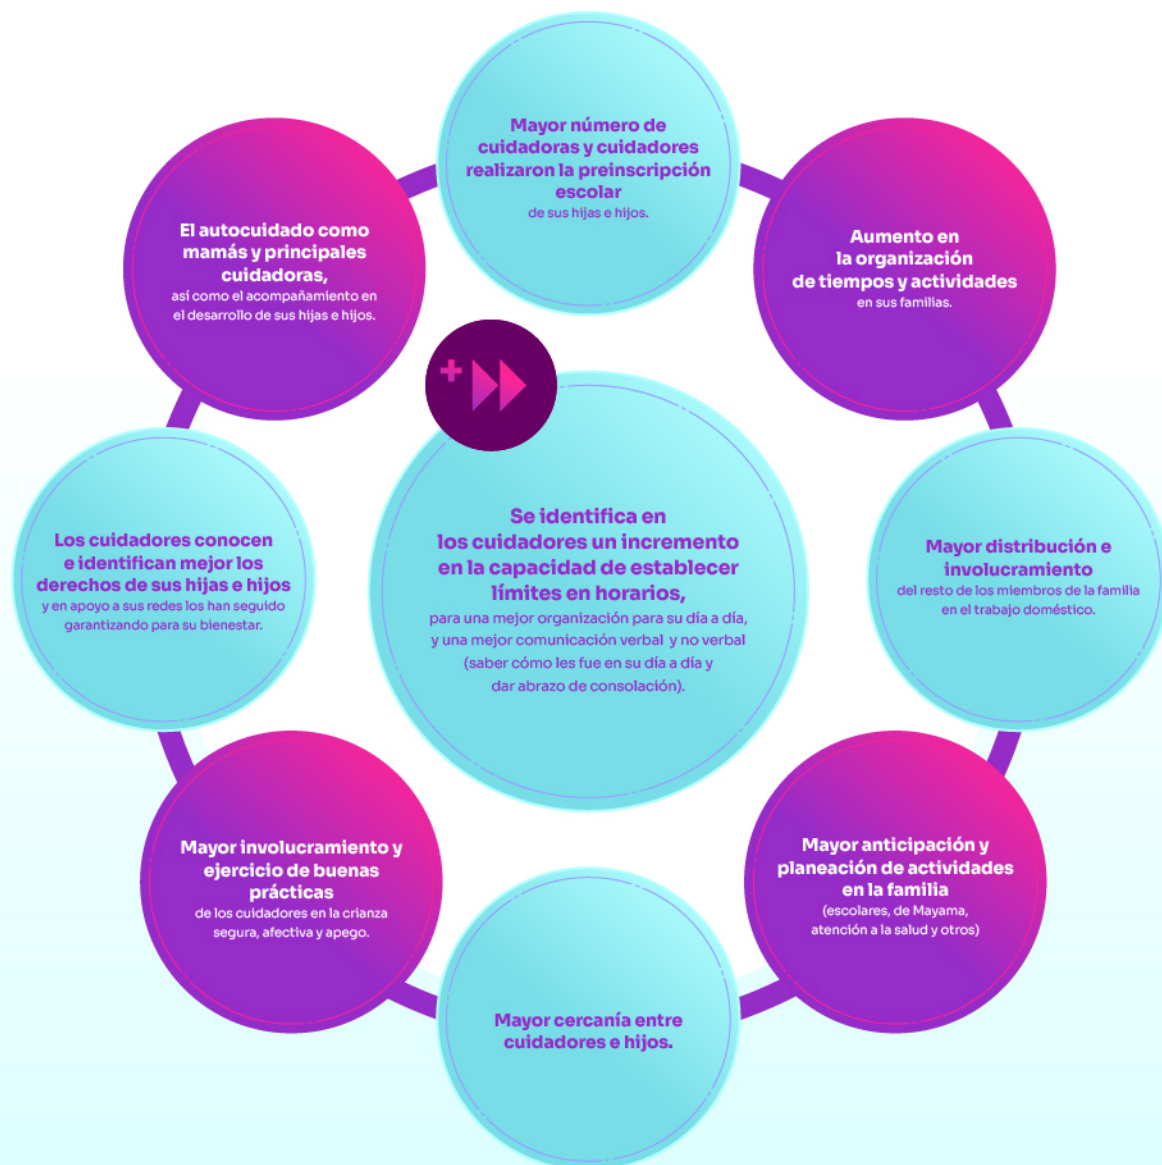 Mayor número de
cuidadoras y cuidadores
realizaron la preinscripción
escolar
de sus hijas e hijos.
Aumento en
la organización
de tiempos y actividades
en sus familias.
Mayor distribución e
involucramiento
del resto de los miembros de la familia
en el trabajo doméstico.
Mayor anticipación y
planeación de actividades
en la familia
(escolares, de Mayama,
atención a la salud y otros)
Mayor cercanía entre
cuidadores e hijos.
Mayor involucramiento y
ejercicio de buenas
prácticas
de los cuidadores en la crianza
segura, afectiva y apego.
Los cuidadores conocen
e identifican mejor los
derechos de sus hijas e hijos
y en apoyo a sus redes los han seguido
garantizando para su bienestar.
El autocuidado como
mamás y principales
cuidadoras,
así como el acompañamiento en
el desarrollo de sus hijas e hijos.
Se identifica en
los cuidadores un incremento
en la capacidad de establecer
límites en horarios,
para una mejor organización para su día a día,
y una mejor comunicación verbal y no verbal
(saber cómo les fue en su día a día y
dar abrazo de consolación).